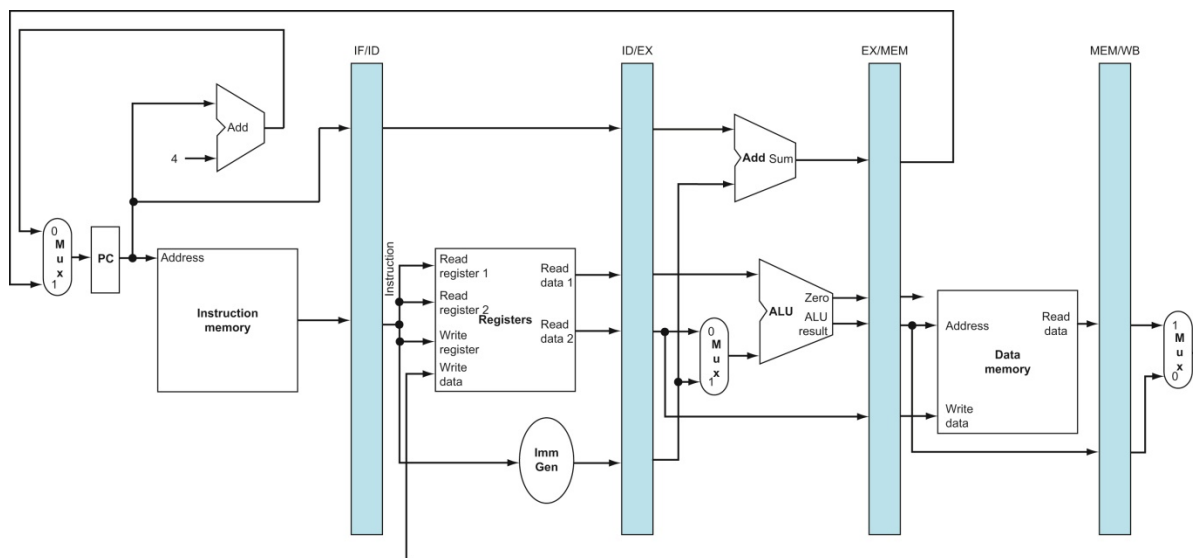 IF/ID
ID/EX
EX/MEM
MEM/WB
Add
4
Add Sum
0
M
u
x
1
PC
Address
Instruction
memory
Instruction
Read
register 1
Read
register 2
Write
register
Write
data
Registers
Read
data 1
Read
data 2
Imm
Gen
0
M
u
x
1
ALU
Zero
ALU
result
Address
Write
data
Data
memory
Read
data
1
M
u
x
0